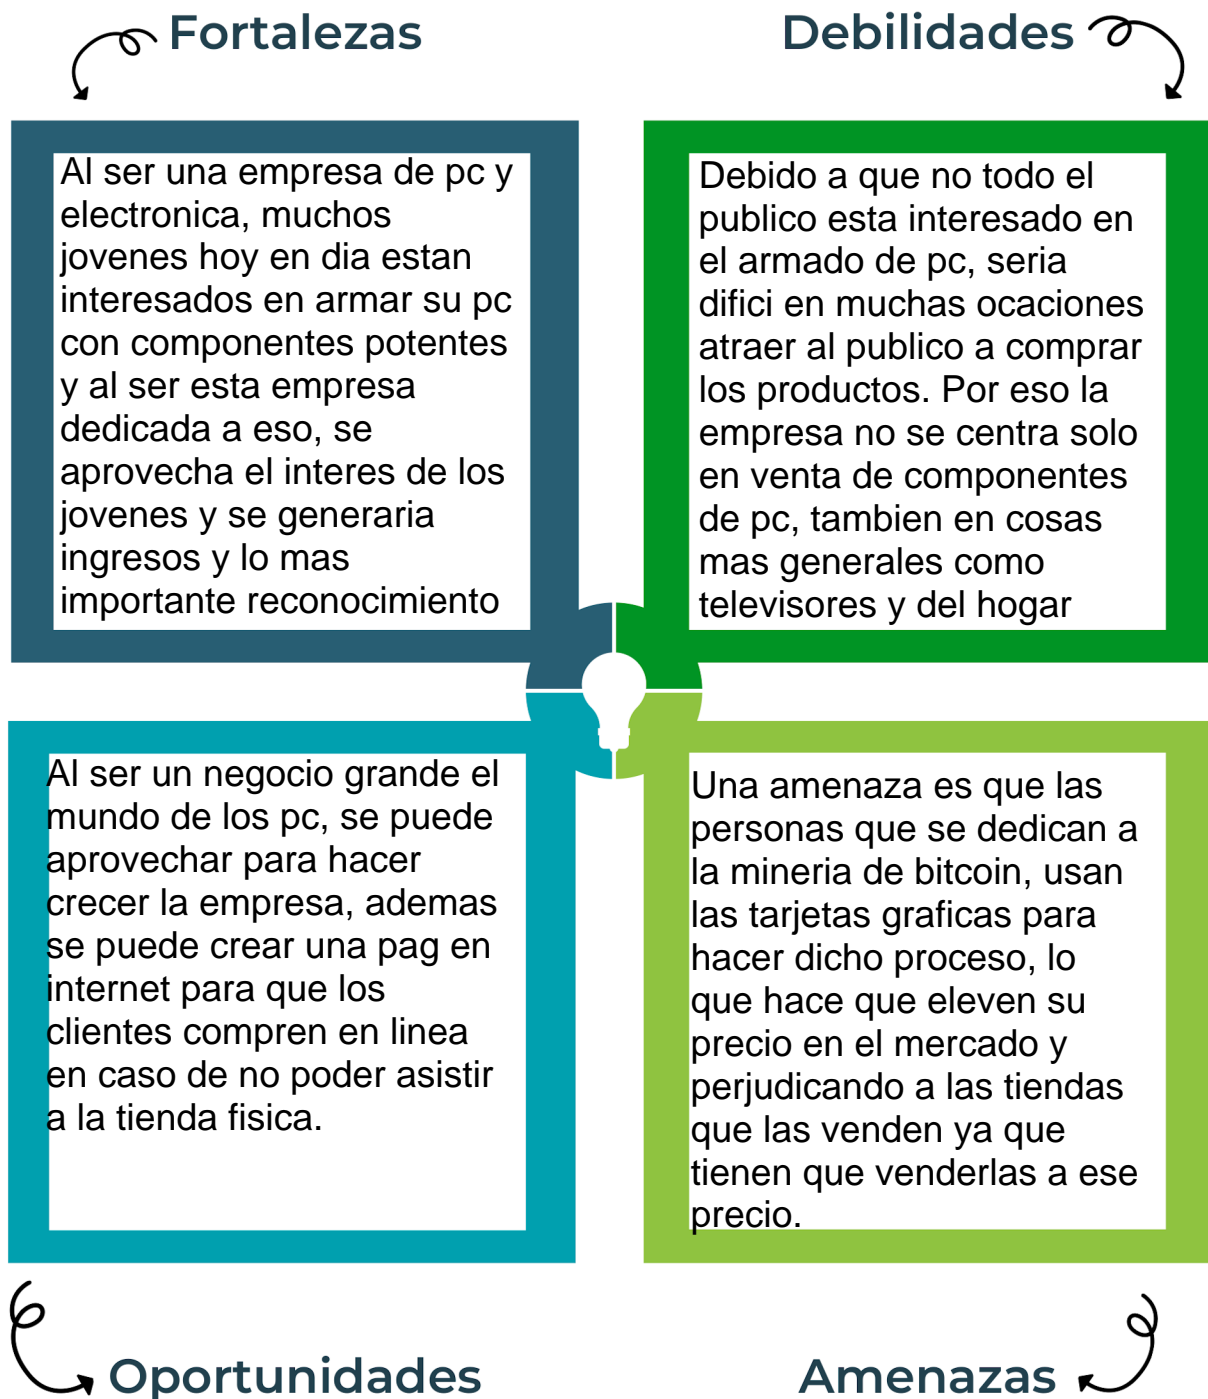 Fortalezas
Al ser una empresa de pc y
electronica, muchos
jovenes hoy en dia estan
interesados en armar su pc
con componentes potentes
y al ser esta empresa
dedicada a eso, se
aprovecha el interes de los
jovenes y se generaria
ingresos y lo mas
importante reconocimiento
Debilidades
Debido a que no todo el
publico esta interesado en
el armado de pc, seria
difici en muchas ocaciones
atraer al publico a comprar
los productos. Por eso la
empresa no se centra solo
en venta de componentes
de pc, tambien en cosas
mas generales como
televisores y del hogar
Al ser un negocio grande el
mundo de los pc, se puede
aprovechar para hacer
crecer la empresa, ademas
se puede crear una pag en
internet para que los
clientes compren en linea
en caso de no poder asistir
a la tienda fisica.
Oportunidades
Una amenaza es que las
personas que se dedican a
la mineria de bitcoin, usan
las tarjetas graficas para
hacer dicho proceso, lo
que hace que eleven su
precio en el mercado y
perjudicando a las tiendas
que las venden ya que
tienen que venderlas a ese
precio.
Amenazas